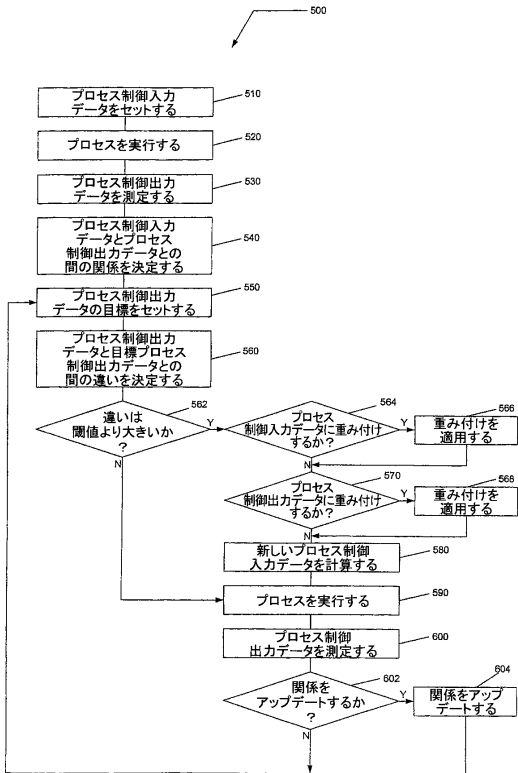 500
プロセス制御入力
データをセットする
510
プロセスを実行する
520
プロセス制御出力
データを測定する
530
プロセス制御入力
データとプロセス
制御出力データとの
間の関係を決定する
540
プロセス制御出力
データの目標をセットする
550
プロセス制御出力
データと目標プロセス
制御出力データとの
間の違いを決定する
560
違いは
閾値より大きいか
?
562
Y
N
プロセス
制御入力データに重み付け
するか?
564
Y
N
重み付けを
適用する
566
プロセス
制御出力データに重み付け
するか?
570
Y
N
重み付けを
適用する
568
新しいプロセス制御
入力データを計算する
580
プロセスを実行する
590
プロセス制御
出力データを測定する
600
関係を
アップデートするか
?
602
Y
N
関係をアップ
デートする
604